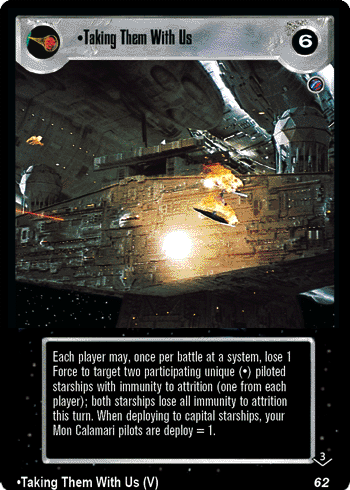 •Taking Them With Us
6
Each player may, once per battle at a system, lose 1
Force to target two participating unique (•) piloted
starships with immunity to attrition (one from each
player); both starships lose all immunity to attrition
this turn. When deploying to capital starships, your
Mon Calamari pilots are deploy = 1.
3
•Taking Them With Us (V)
62